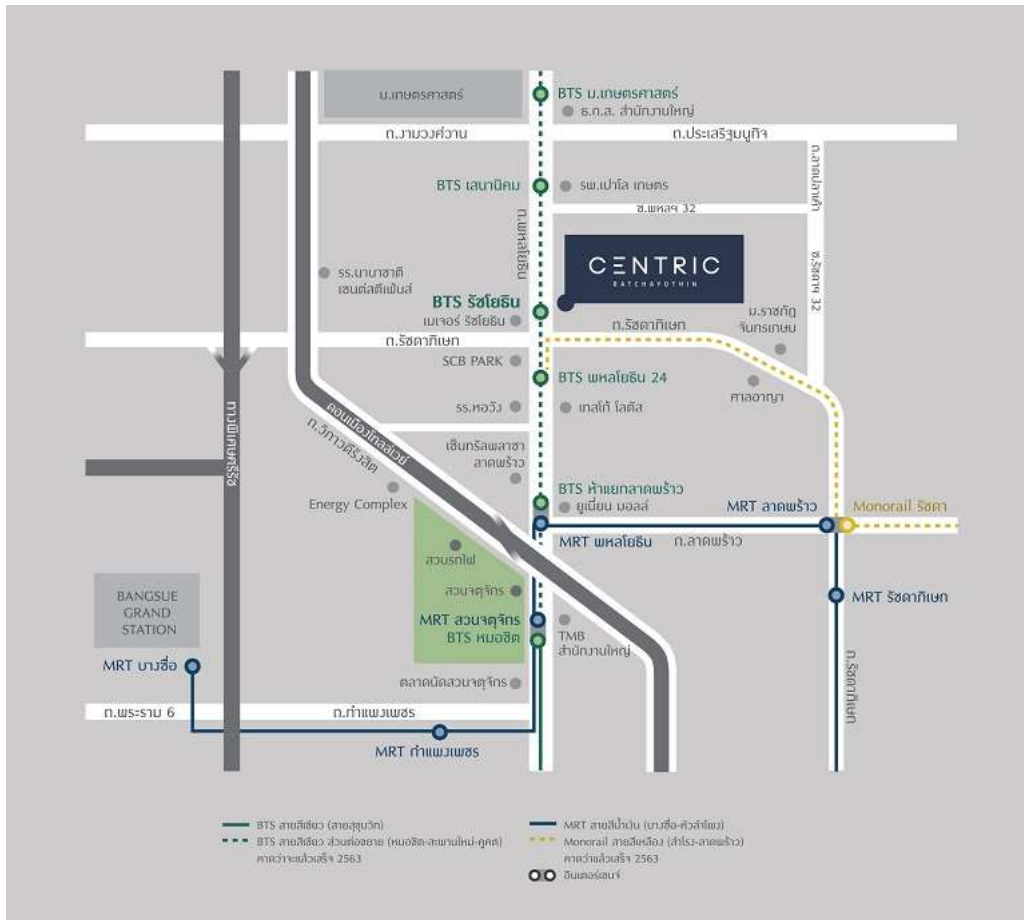 ม.เกษตรศาสตร์
BTS ม.เกษตรศาสตร์
ธ.ก.ส. สำนักงานใหญ่
ถ.งามวงศ์วาน
ถ.ประเสริฐมนูกิจ
ถ.ลาดปลาเค้า
BTS เสนานิคม
รพ.เปาโล เกษตร
ซ.พหลฯ 32
ถ.พหลโยธิน
CENTRIC
RATCHAYOTHIN
ซ.รัชดาฯ 32
รร.นานาชาติ
เซนต์สตีเฟ่นส์
BTS รัชโยธิน
เมเจอร์ รัชโยธิน
ม.ราชภัฏ
จันทรเกษม
ถ.รัชดาภิเษก
ถ.รัชดาภิเษก
SCB PARK
BTS พหลโยธิน 24
ศาลอาญา
รร.หอวัง
เทสโก้ โลตัส
ทางพิเศษศรีรัช
ดอนเมืองโทลล์เวย์
ถ.วิภาวดีรังสิต
เซ็นทรัลพลาซา
ลาดพร้าว
Energy Complex
BTS ห้าแยกลาดพร้าว
ยูเนี่ยน มอลล์
MRT ลาดพร้าว
Monorail รัชดา
MRT พหลโยธิน
ถ.ลาดพร้าว
สวนรถไฟ
สวนจตุจักร
BANGSUE
GRAND
STATION
MRT รัชดาภิเษก
MRT สวนจตุจักร
BTS หมอชิต
TMB
สำนักงานใหญ่
MRT บางซื่อ
ตลาดนัดสวนจตุจักร
ถ.รัชดาภิเษก
ถ.พระราม 6
ถ.กำแพงเพชร
MRT กำแพงเพชร
BTS สายสีเขียว (สายสุขุมวิท)
BTS สายสีเขียว ส่วนต่อขยาย (หมอชิต-สะพานใหม่-คูคต)
คาดว่าจะแล้วเสร็จ 2563
MRT สายสีน้ำเงิน (บางซื่อ-หัวลำโพง)
Monorail สายสีเหลือง (สำโรง-ลาดพร้าว)
คาดว่าแล้วเสร็จ 2563
อินเตอร์เชนจ์